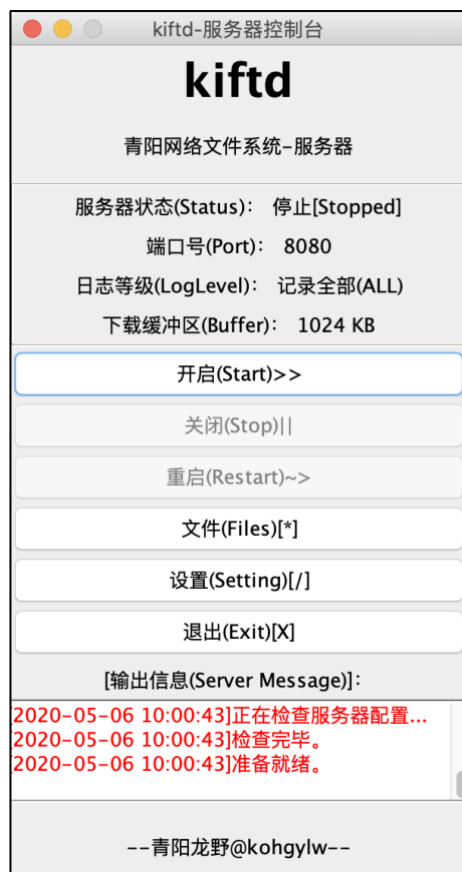 kiftd-服务器控制台
kiftd
青阳网络文件系统-服务器
服务器状态(Status)： 停止[Stopped]
端口号(Port)： 8080
日志等级(LogLevel)： 记录全部(ALL)
下载缓冲区(Buffer)： 1024 KB
开启(Start)>>
关闭(Stop)||
重启(Restart)~>
文件(Files)[*]
设置(Setting)[/]
退出(Exit)[X]
[输出信息(Server Message)]：
[2020-05-06 10:00:43]正在检查服务器配置...
[2020-05-06 10:00:43]检查完毕。
[2020-05-06 10:00:43]准备就绪。
--青阳龙野@kohgylw--